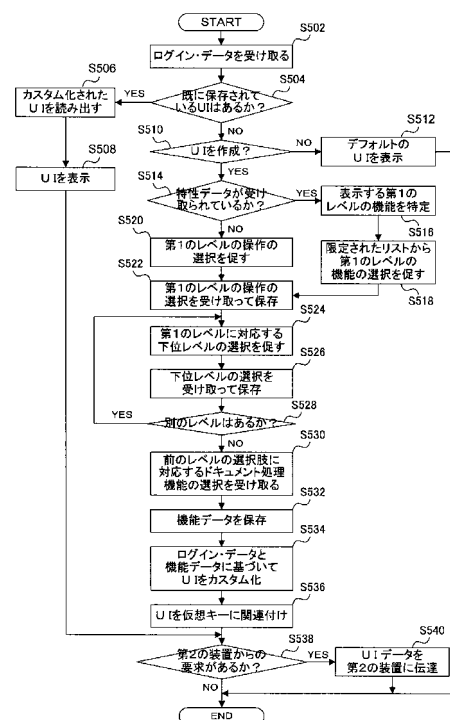 START
S502
ログイン・データを受け取る
S504
既に保存されて
いるUIはあるか?
YES
S506
カスタム化された
UIを読み出す
NO
S508
UIを表示
S510
UIを作成?
NO
S512
デフォルトの
UIを表示
YES
S514
特性データが受け
取られているか?
YES
表示する第1の
レベルの機能を特定
S516
限定されたリストから
第1のレベルの
機能の選択を促す
S518
NO
S520
第1のレベルの操作の
選択を促す
S522
第1のレベルの操作の
選択を受け取って保存
S524
第1のレベルに対応する
下位レベルの選択を促す
S526
下位レベルの選択を
受け取って保存
S528
別のレベルはあるか?
YES
NO
S530
前のレベルの選択肢に
対応するドキュメント処理
機能の選択を受け取る
S532
機能データを保存
S534
ログイン・データと
機能データに基づいて
UIをカスタム化
S536
UIを仮想キーに関連付け
S538
第2の装置からの
要求があるか?
YES
S540
UIデータを
第2の装置に伝達
NO
END